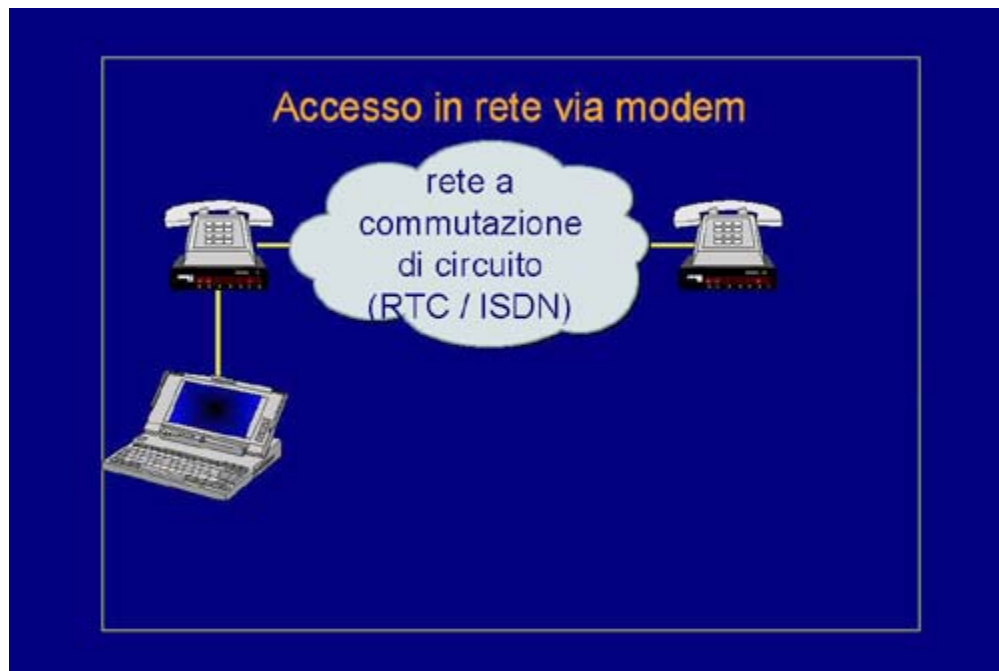 Accesso in rete via modem
rete a
commutazione
di circuito
(RTC / ISDN)